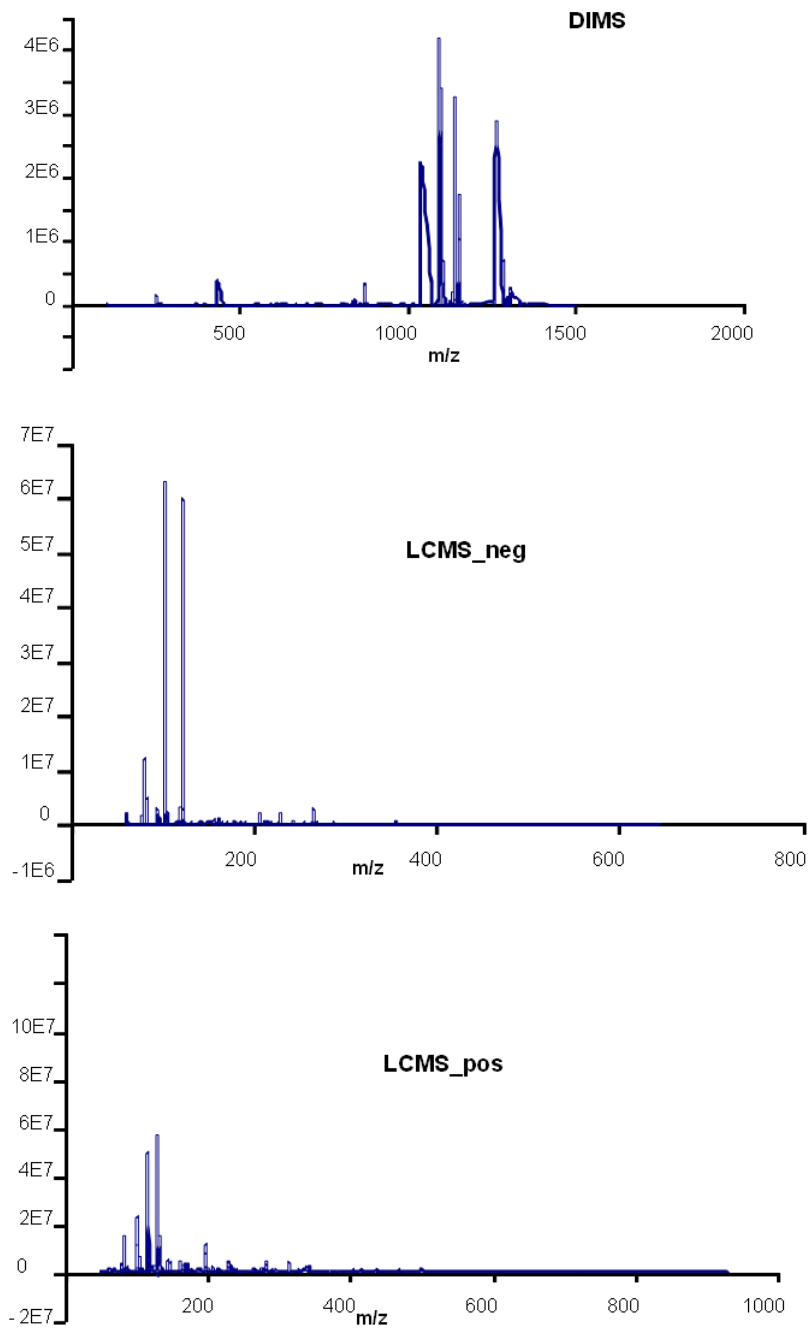 DIMS
4E6
3E6
2E6
1E6
0
500 1000 1500 2000
m/z
7E7
6E7
5E7
LCMS_neg
4E7
3E7
2E7
1E7
0
-1E6
200 400 600 800
m/z
10E7
LCMS_pos
8E7
6E7
4E7
2E7
0
-2E7
200 400 600 800 1000
m/z